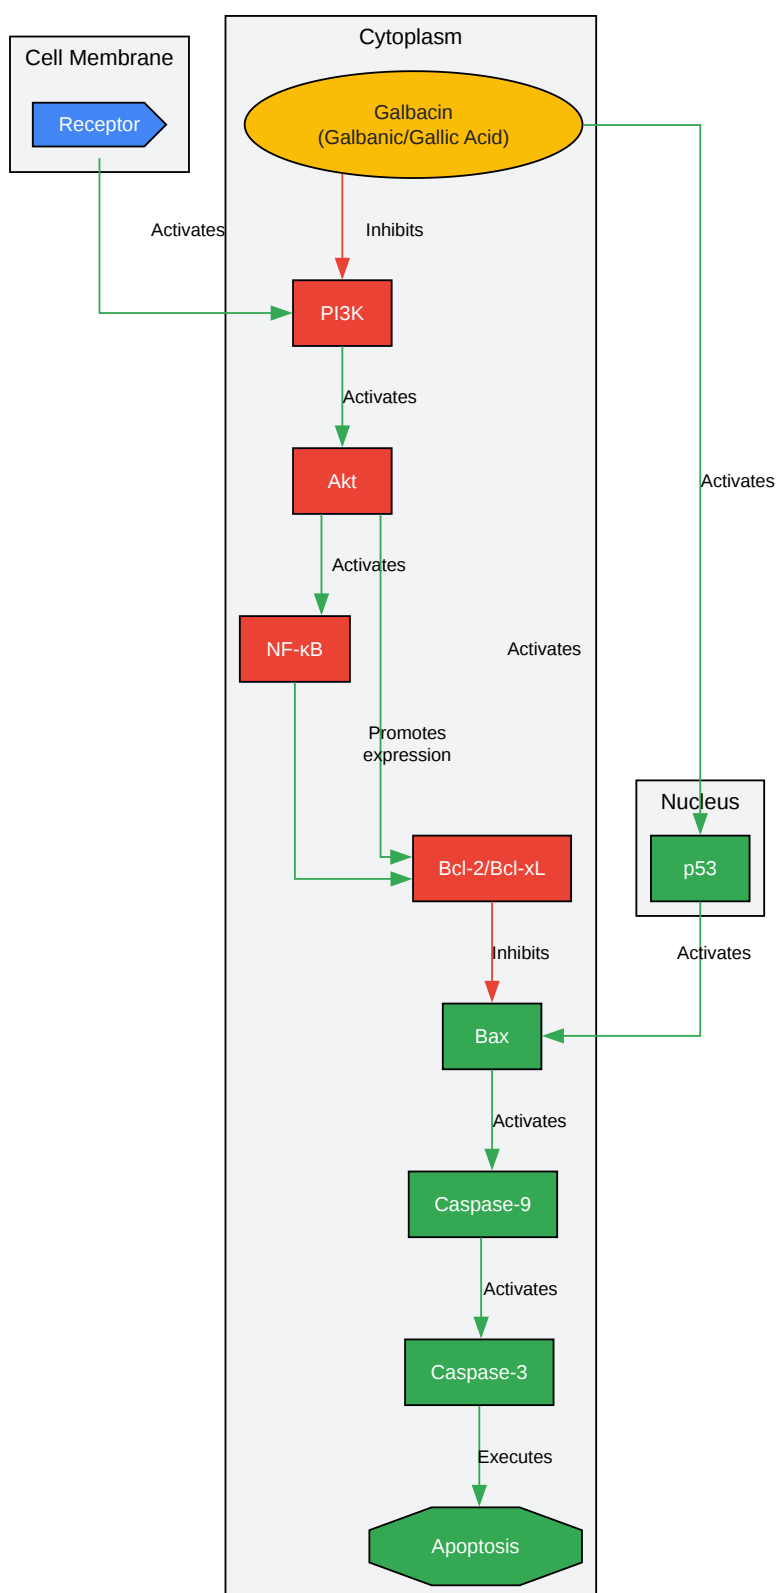 Cytoplasm
Cell Membrane
Receptor
Galbacin
(Galbanic/Gallic Acid)
Activates
Inhibits
PI3K
Activates
Akt
Activates
Activates
NF-κB
Activates
Promotes
expression
Nucleus
Bcl-2/Bcl-xL
p53
Inhibits
Activates
Bax
Activates
Caspase-9
Activates
Caspase-3
Executes
Apoptosis